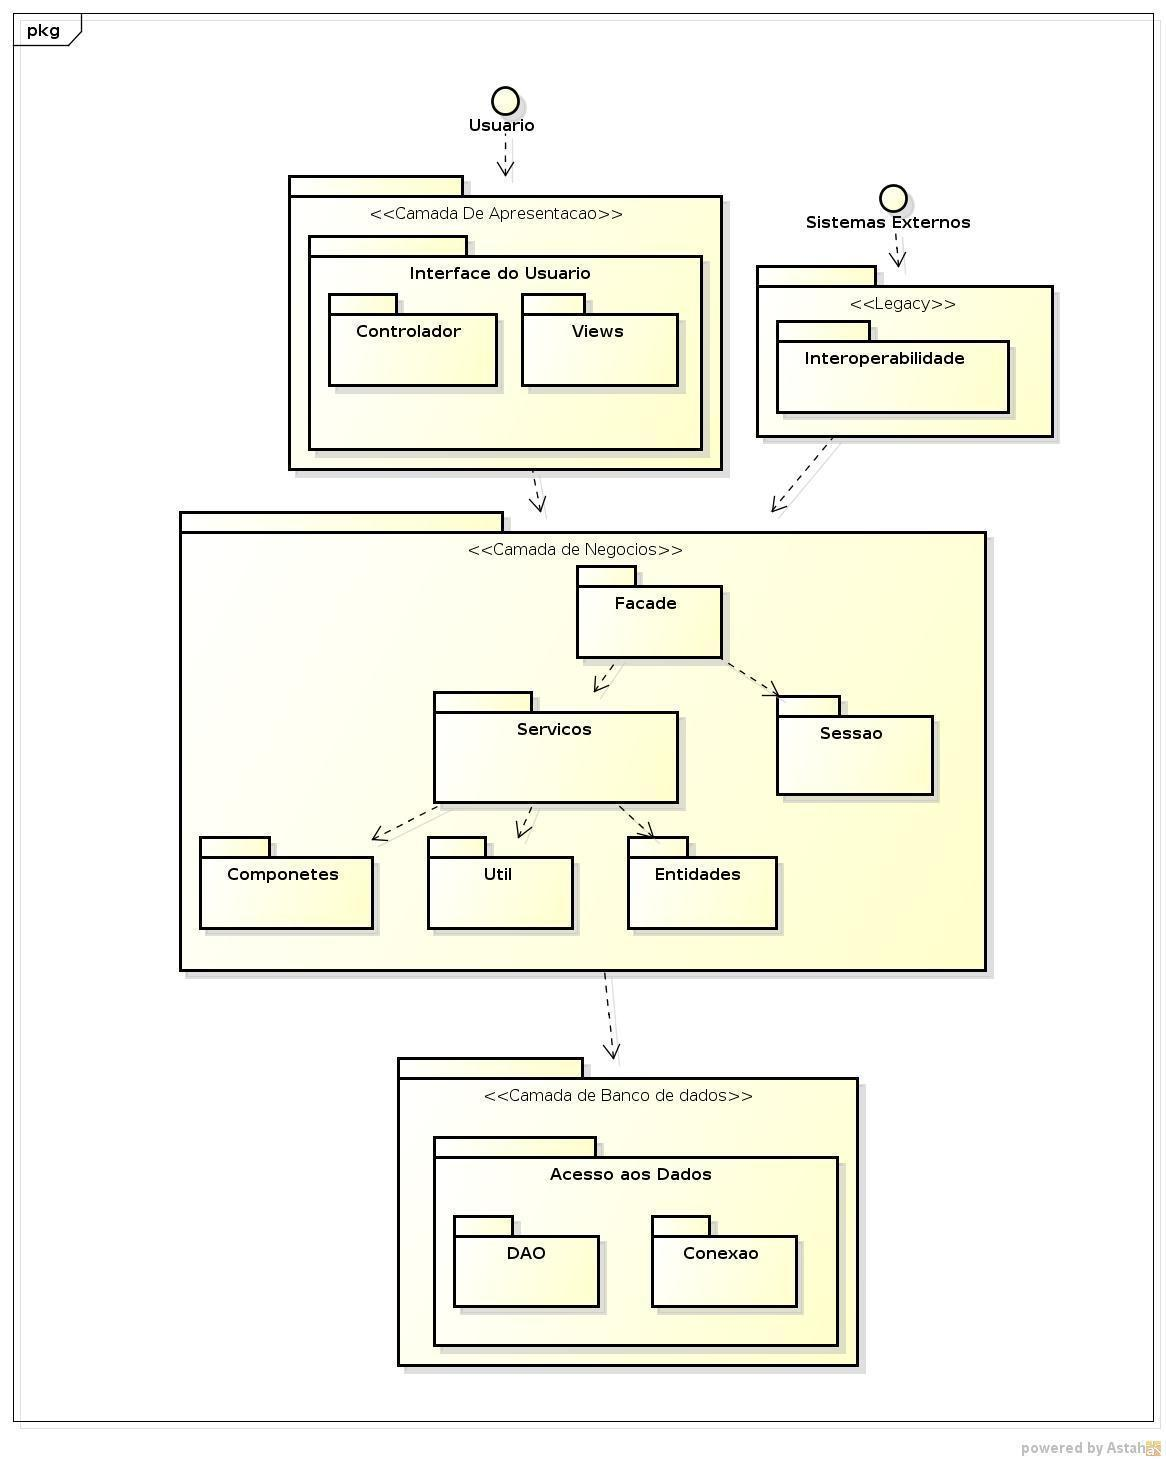 pkg
Usuario
Sistemas Externos
<<Camada De Apresentacao>>
Interface do Usuario
Controlador
Views
<<Legacy>>
Interoperabilidade
<<Camada de Negocios>>
Facade
Servicos
Sessao
Componetes
Util
Entidades
<<Camada de Banco de dados>>
Acesso aos Dados
DAO
Conexao
powered by Astah